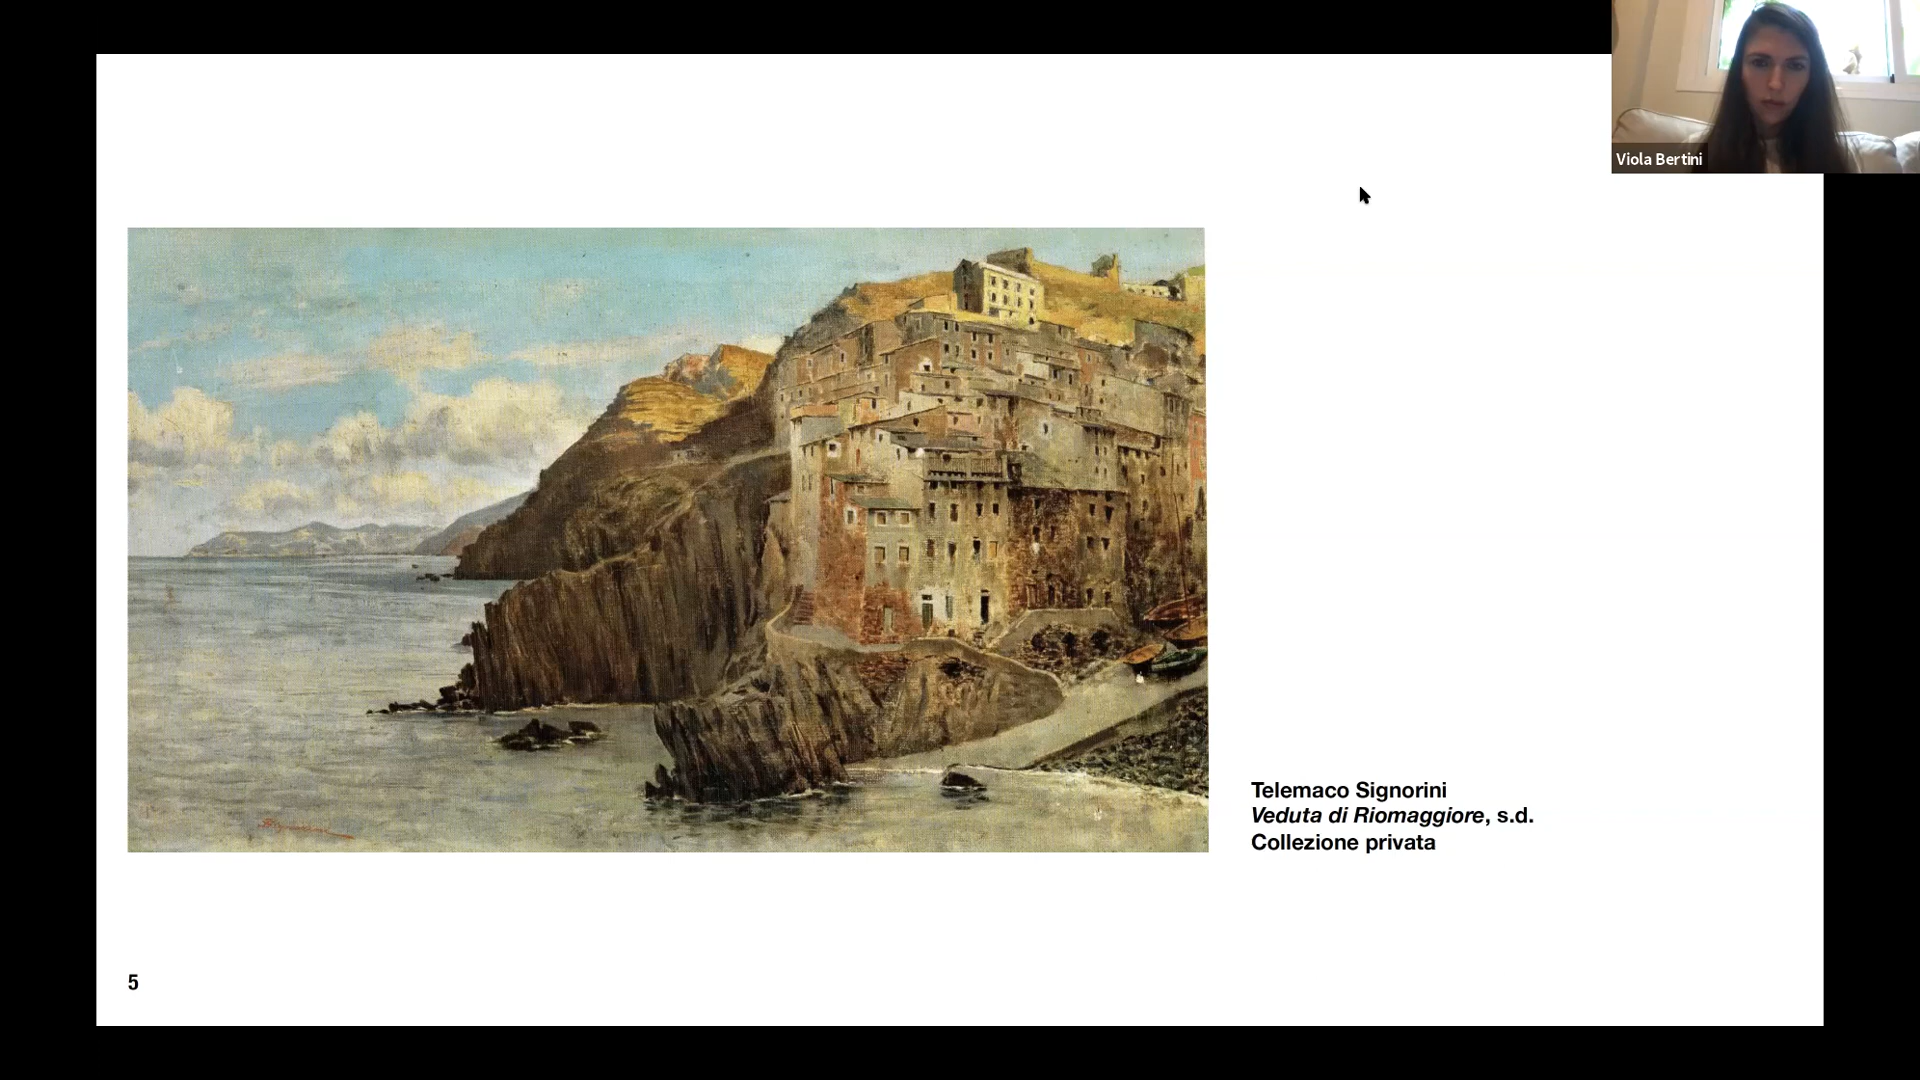 Viola Bertini
Telemaco Signorini
Veduta di Riomaggiore, s.d.
Collezione privata
5